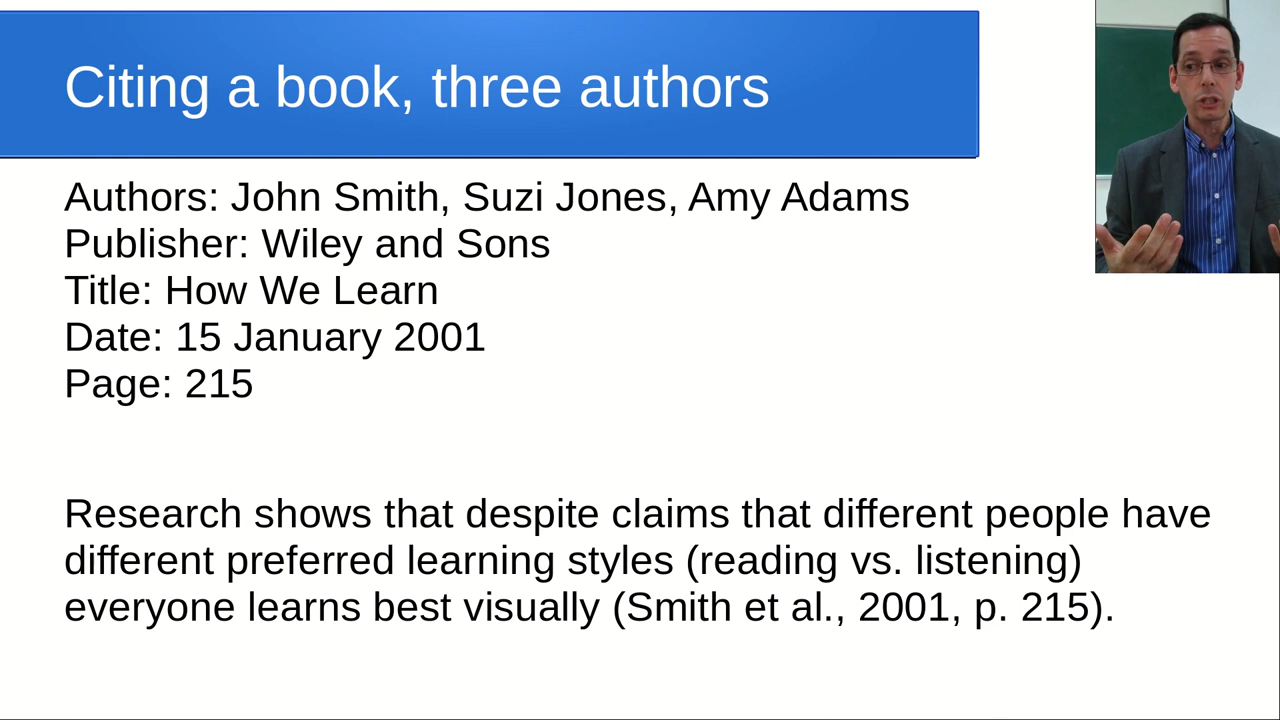 Citing a book, three authors
Authors: John Smith, Suzi Jones, Amy Adams
Publisher: Wiley and Sons
Title: How We Learn
Date: 15 January 2001
Page: 215
Research shows that despite claims that different people have
different preferred learning styles (reading vs. listening)
everyone learns best visually (Smith et al., 2001, p. 215).